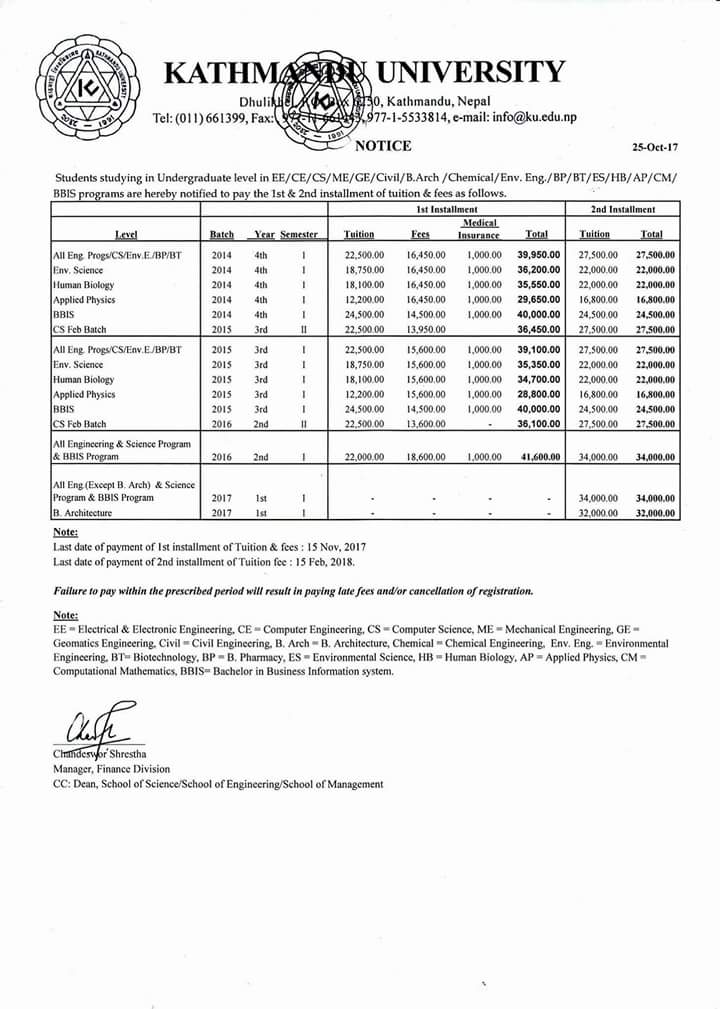 KATHMANDU UNIVERSITY
Dhulikhel, 6250, Kathmandu, Nepal
Tel: (011) 661399, Fax: 977-1-5533814, e-mail: info@ku.edu.np
NOTICE
25-Oct-17
Students studying in Undergraduate level in EE/CE/CS/ME/GE/Civil/B.Arch /Chemical/Env. Eng./BP/BT/ES/HB/AP/CM/
BBIS programs are hereby notified to pay the 1st & 2nd installment of tuition & fees as follows.
1st Installment 2nd Installment
Level Batch Year Semester Tuition Fees Medical Insurance Total Tuition Total
All Eng. Progs/CS/Env.E./BP/BT 2014 4th I 22,500.00 16,450.00 1,000.00 39,950.00 27,500.00 27,500.00
Env. Science 2014 4th I 18,750.00 16,450.00 1,000.00 36,200.00 22,000.00 22,000.00
Human Biology 2014 4th I 18,100.00 16,450.00 1,000.00 35,550.00 22,000.00 22,000.00
Applied Physics 2014 4th I 12,200.00 16,450.00 1,000.00 29,650.00 16,800.00 16,800.00
BBIS 2014 4th I 24,500.00 14,500.00 1,000.00 40,000.00 24,500.00 24,500.00
CS Feb Batch 2015 3rd II 22,500.00 13,950.00 36,450.00 27,500.00 27,500.00
All Eng. Progs/CS/Env.E./BP/BT 2015 3rd I 22,500.00 15,600.00 1,000.00 39,100.00 27,500.00 27,500.00
Env. Science 2015 3rd I 18,750.00 15,600.00 1,000.00 35,350.00 22,000.00 22,000.00
Human Biology 2015 3rd I 18,100.00 15,600.00 1,000.00 34,700.00 22,000.00 22,000.00
Applied Physics 2015 3rd I 12,200.00 15,600.00 1,000.00 28,800.00 16,800.00 16,800.00
BBIS 2015 3rd I 24,500.00 14,500.00 1,000.00 40,000.00 24,500.00 24,500.00
CS Feb Batch 2016 2nd II 22,500.00 13,600.00 - 36,100.00 27,500.00 27,500.00
All Engineering & Science Program
& BBIS Program 2016 2nd I 22,000.00 18,600.00 1,000.00 41,600.00 34,000.00 34,000.00
All Eng.(Except B. Arch) & Science
Program & BBIS Program 2017 1st I - - - - 34,000.00 34,000.00
B. Architecture 2017 1st I - - - - 32,000.00 32,000.00
Note:
Last date of payment of 1st installment of Tuition & fees : 15 Nov, 2017
Last date of payment of 2nd installment of Tuition fee : 15 Feb, 2018.
Failure to pay within the prescribed period will result in paying late fees and/or cancellation of registration.
Note:
EE = Electrical & Electronic Engineering, CE = Computer Engineering, CS = Computer Science, ME = Mechanical Engineering, GE =
Geomatics Engineering, Civil = Civil Engineering, B. Arch = B. Architecture, Chemical = Chemical Engineering, Env. Eng. = Environmental
Engineering, BT= Biotechnology, BP = B. Pharmacy, ES = Environmental Science, HB = Human Biology, AP = Applied Physics, CM =
Computational Mathematics, BBIS= Bachelor in Business Information system.
Chandeswor Shrestha
Manager, Finance Division
CC: Dean, School of Science/School of Engineering/School of Management